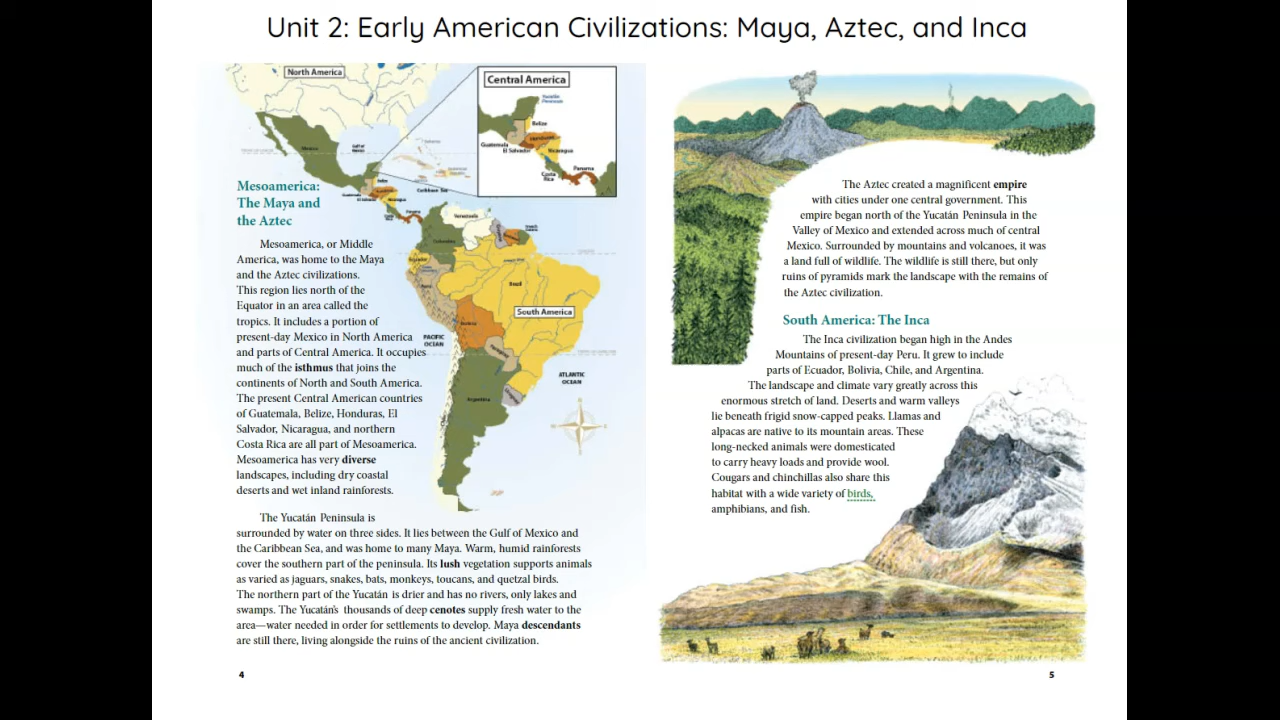 Unit 2: Early American Civilizations: Maya, Aztec, and Inca
North America
Central America
Yucatán
Peninsula
Belize
Honduras
Guatemala
El Salvador
Nicaragua
Costa
Rica
Panama
Mexico
Gulf of
Mexico
Caribbean Sea
Venezuela
Colombia
Ecuador
Peru
Brazil
Bolivia
Paraguay
Uruguay
Argentina
South America
PACIFIC
OCEAN
ATLANTIC
OCEAN
Mesoamerica:
The Maya and
the Aztec
Mesoamerica, or Middle
America, was home to the Maya
and the Aztec civilizations.
This region lies north of the
Equator in an area called the
tropics. It includes a portion of
present-day Mexico in North America
and parts of Central America. It occupies
much of the isthmus that joins the
continents of North and South America.
The present Central American countries
of Guatemala, Belize, Honduras, El
Salvador, Nicaragua, and northern
Costa Rica are all part of Mesoamerica.
Mesoamerica has very diverse
landscapes, including dry coastal
deserts and wet inland rainforests.
The Yucatán Peninsula is
surrounded by water on three sides. It lies between the Gulf of Mexico and
the Caribbean Sea, and was home to many Maya. Warm, humid rainforests
cover the southern part of the peninsula. Its lush vegetation supports animals
as varied as jaguars, snakes, bats, monkeys, toucans, and quetzal birds.
The northern part of the Yucatán is drier and has no rivers, only lakes and
swamps. The Yucatán's thousands of deep cenotes supply fresh water to the
area—water needed in order for settlements to develop. Maya descendants
are still there, living alongside the ruins of the ancient civilization.
4
The Aztec created a magnificent empire
with cities under one central government. This
empire began north of the Yucatán Peninsula in the
Valley of Mexico and extended across much of central
Mexico. Surrounded by mountains and volcanoes, it was
a land full of wildlife. The wildlife is still there, but only
ruins of pyramids mark the landscape with the remains of
the Aztec civilization.
South America: The Inca
The Inca civilization began high in the Andes
Mountains of present-day Peru. It grew to include
parts of Ecuador, Bolivia, Chile, and Argentina.
The landscape and climate vary greatly across this
enormous stretch of land. Deserts and warm valleys
lie beneath frigid snow-capped peaks. Llamas and
alpacas are native to its mountain areas. These
long-necked animals were domesticated
to carry heavy loads and provide wool.
Cougars and chinchillas also share this
habitat with a wide variety of birds,
amphibians, and fish.
5